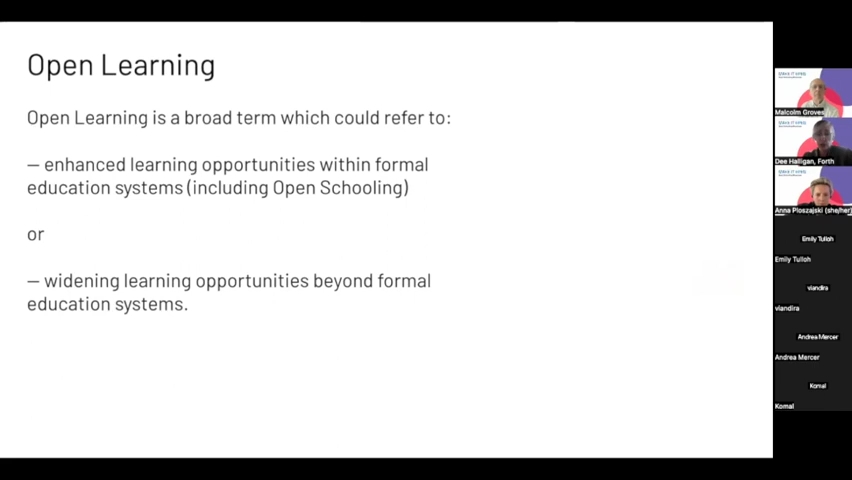 Open Learning
Open Learning is a broad term which could refer to:
— enhanced learning opportunities within formal
education systems (including Open Schooling)
or
— widening learning opportunities beyond formal
education systems.
Malcolm Groves
Dee Halligan, Forth
Anna Ploszajski (she/her)
Emily Tulloh
Emily Tulloh
viandira
viandira
Andrea Mercer
Andrea Mercer
Komal
Komal